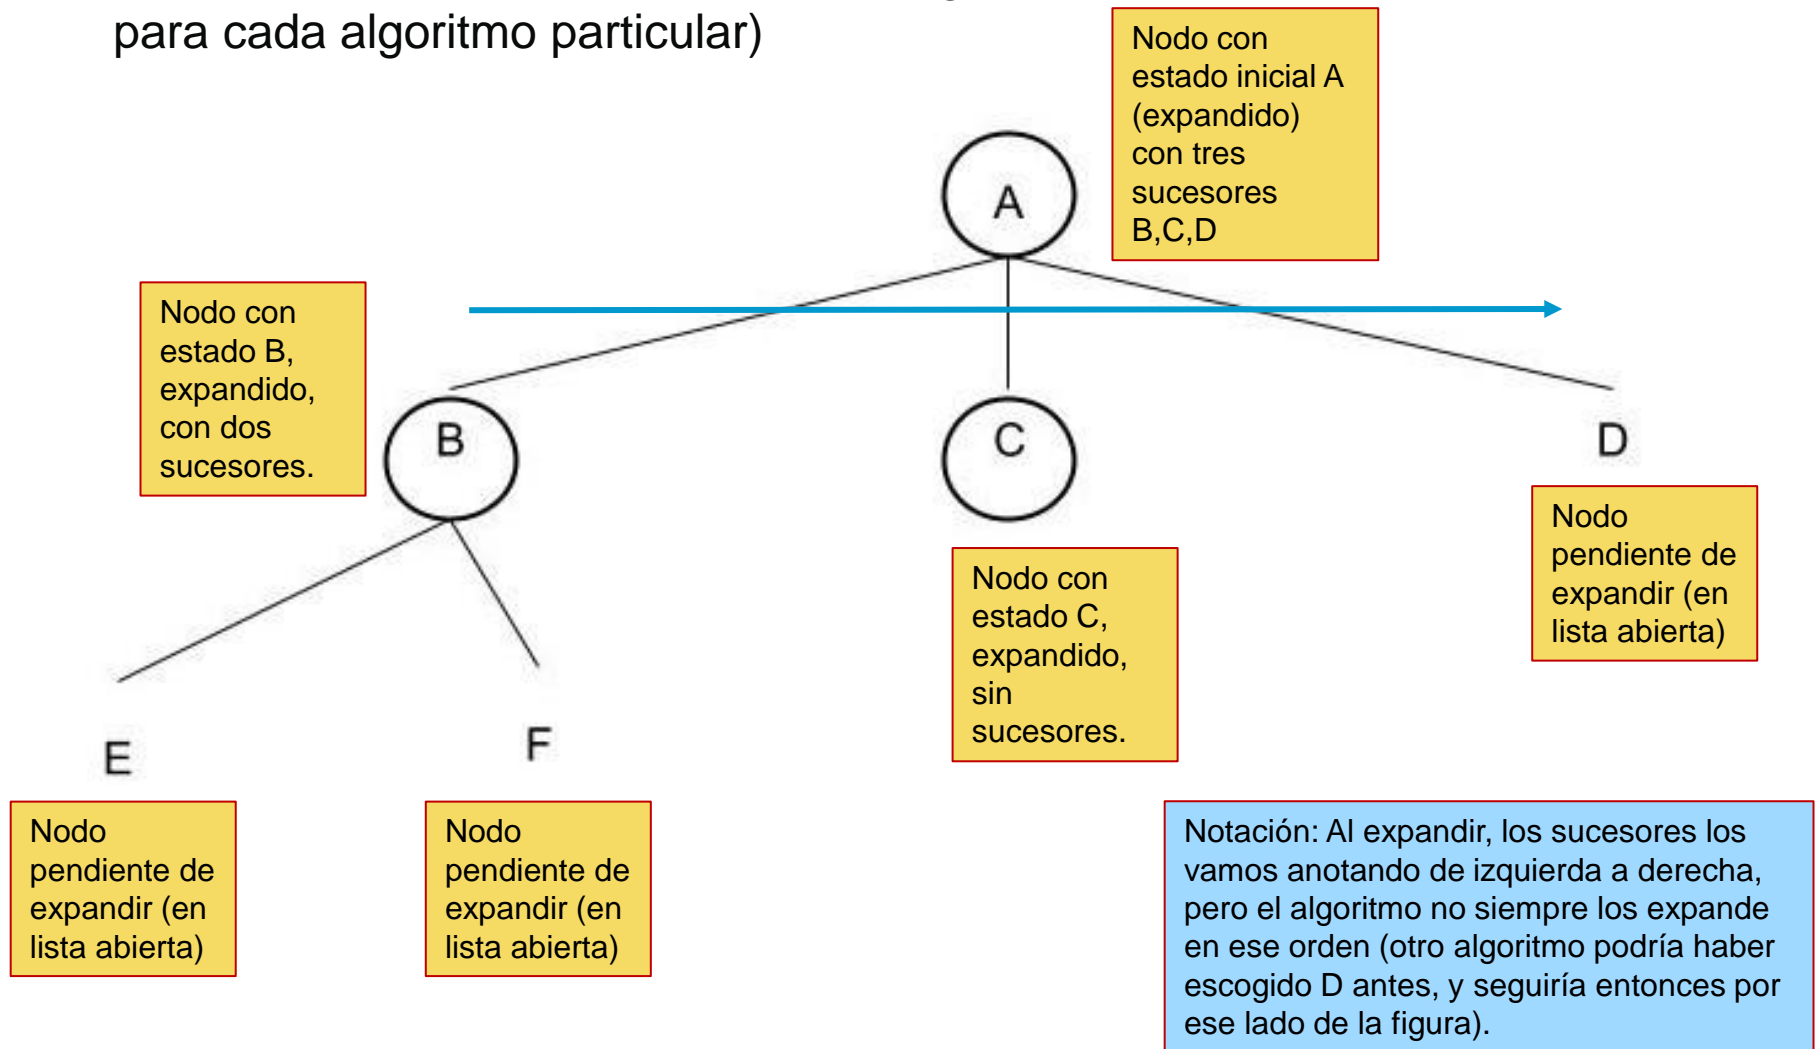 para cada algoritmo particular)
Nodo con
estado inicial A
(expandido)
con tres
sucesores
B,C,D
A
Nodo con
estado B,
expandido,
con dos
sucesores.
B
C
D
Nodo
pendiente de
expandir (en
lista abierta)
Nodo con
estado C,
expandido,
sin
sucesores.
E
F
Nodo
pendiente de
expandir (en
lista abierta)
Nodo
pendiente de
expandir (en
lista abierta)
Notación: Al expandir, los sucesores los
vamos anotando de izquierda a derecha,
pero el algoritmo no siempre los expande
en ese orden (otro algoritmo podría haber
escogido D antes, y seguiría entonces por
ese lado de la figura).